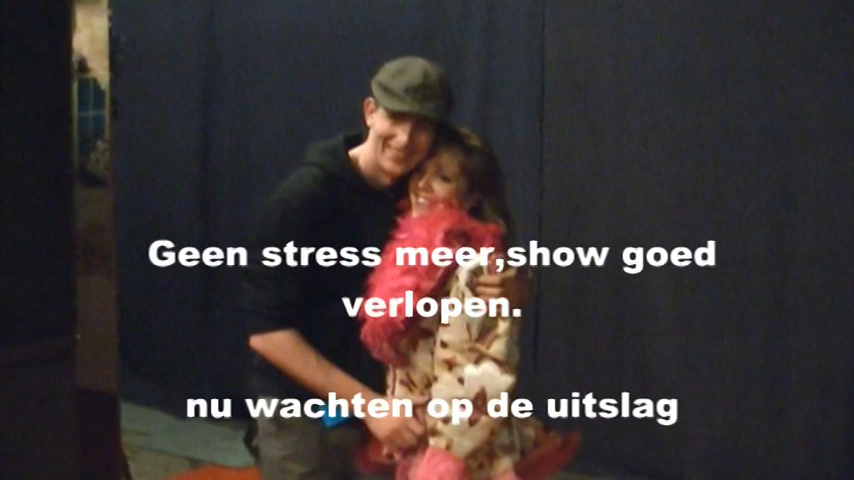 Geen stress meer,show goed
verlopen.
nu wachten op de uitslag